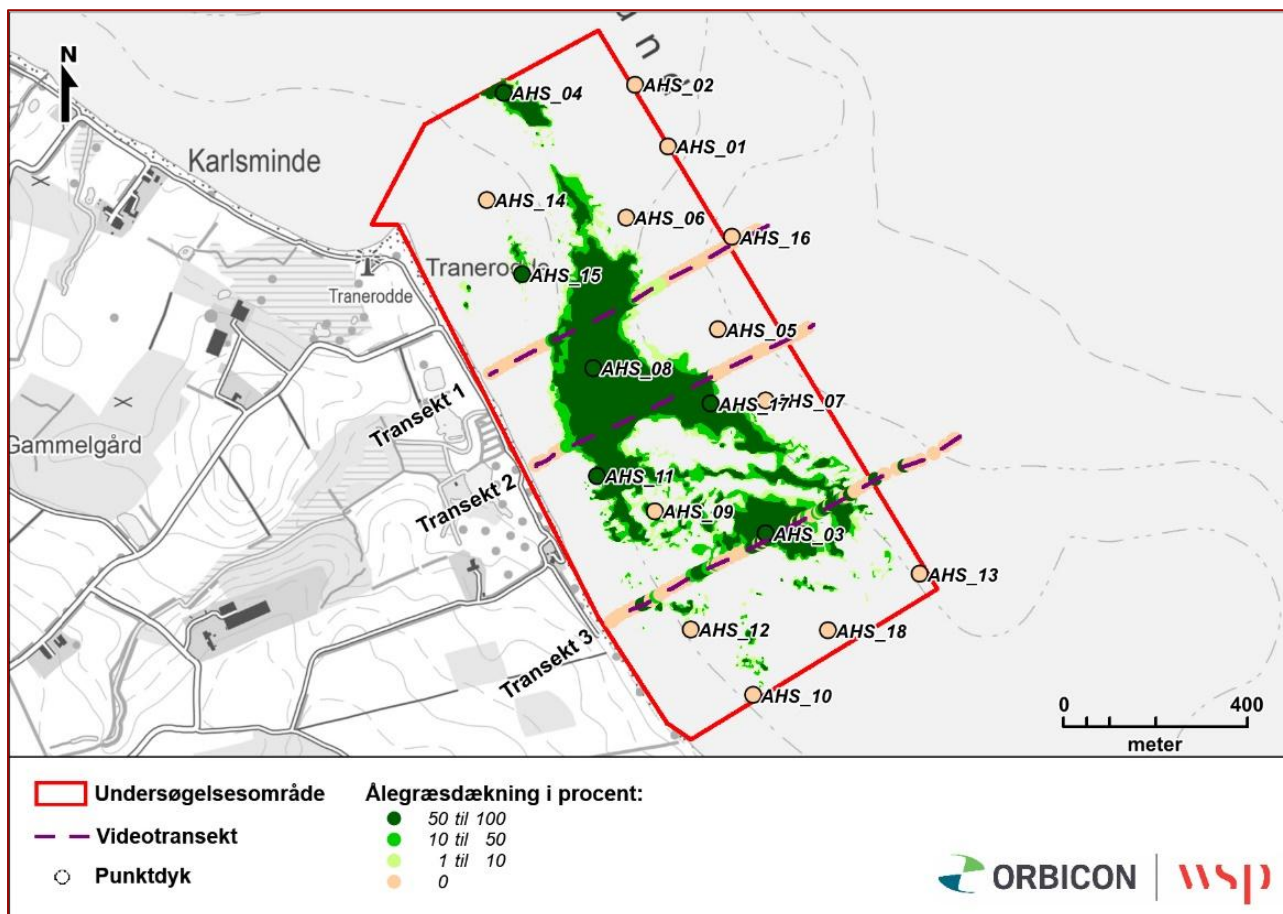 N
AHS_04
AHS_02
AHS_01
Karlsminde
AHS_14
AHS_06
AHS_16
Tranerodde
AHS_15
Tranerodde
AHS_05
AHS_08
AHS_17
AHS_07
Transekt 1
Gammelgård
AHS_11
AHS_09
Transekt 2
AHS_03
AHS_13
AHS_12
AHS_18
Transekt 3
AHS_10
0 400
meter
Undersøgelsesområde
Videotransekt
Punktdyk
Ålegræsdækning i procent:
50 til 100
10 til 50
1 til 10
0
ORBICON | wsp